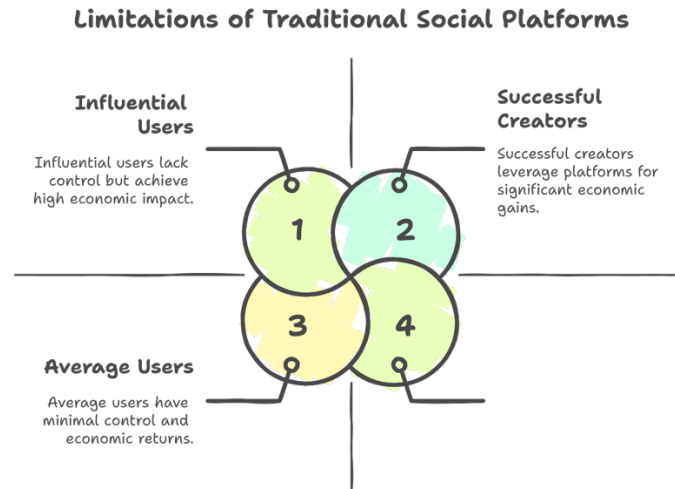 Limitations of Traditional Social Platforms
Influential
Users
Influential users lack
control but achieve
high economic impact.
Successful
Creators
Successful creators
leverage platforms for
significant economic
gains.
1
2
3
4
Average Users
Average users have
minimal control and
economic returns.